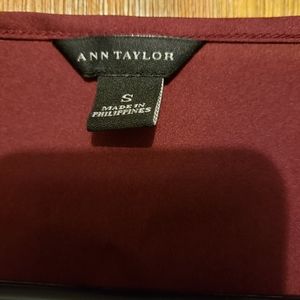 ANN TAYLOR
S
MADE IN
PHILIPPINES